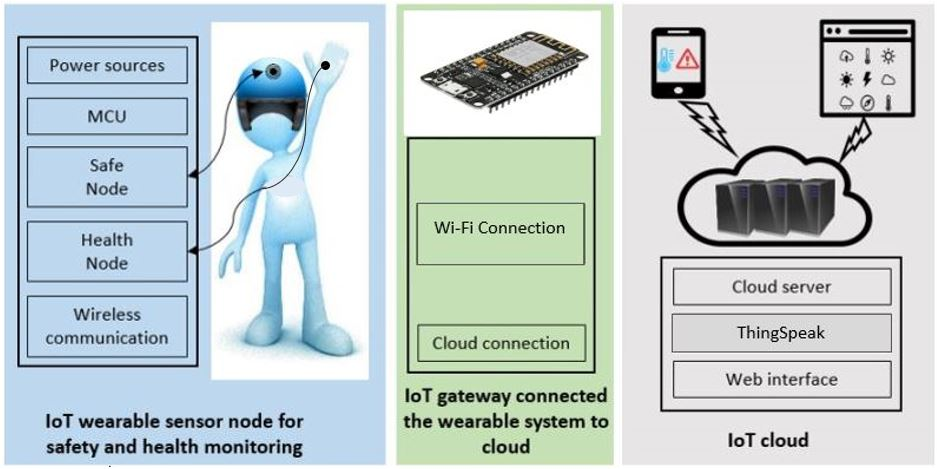 Power sources
MCU
Safe
Node
Health
Node
Wireless
communication
IoT wearable sensor node for
safety and health monitoring
Wi-Fi Connection
Cloud connection
IoT gateway connected
the wearable system to
cloud
Cloud server
ThingSpeak
Web interface
IoT cloud